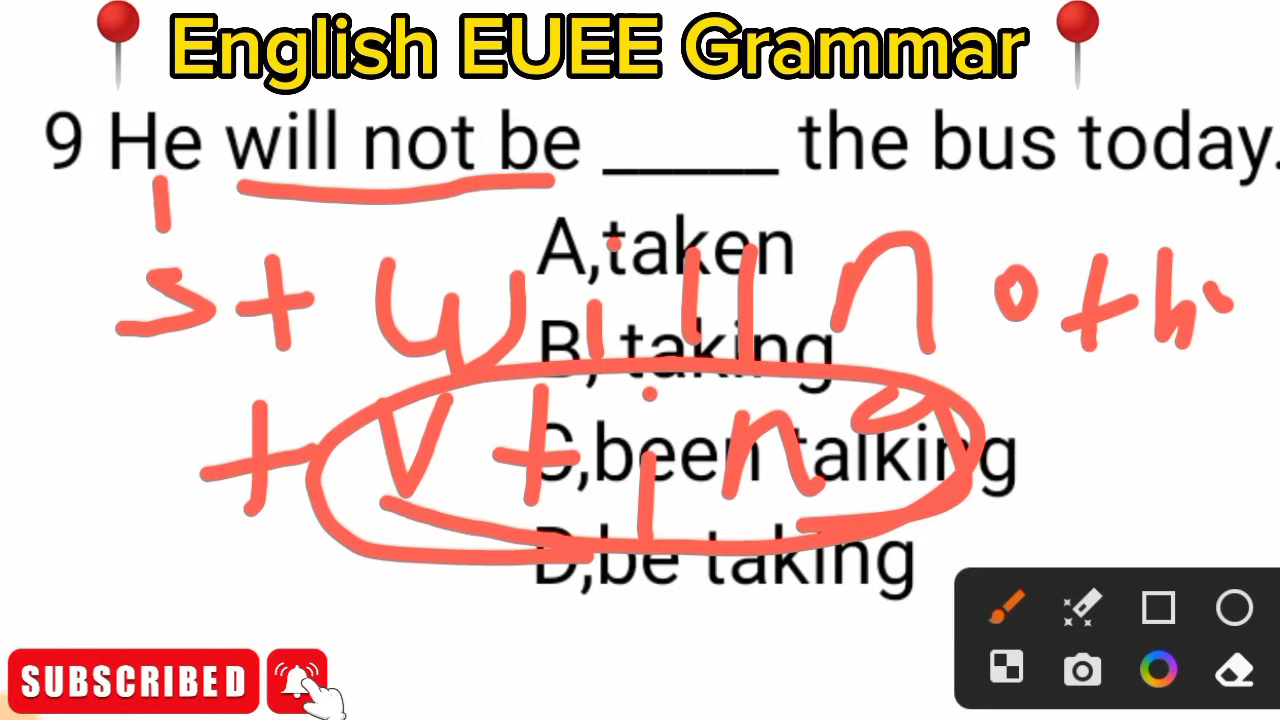 English EUEE Grammar
9 He will not be _____ the bus today.
A,taken
s+ will not b
B, taking
+ V+ing
C,been talking
D,be taking
SUBSCRIBED